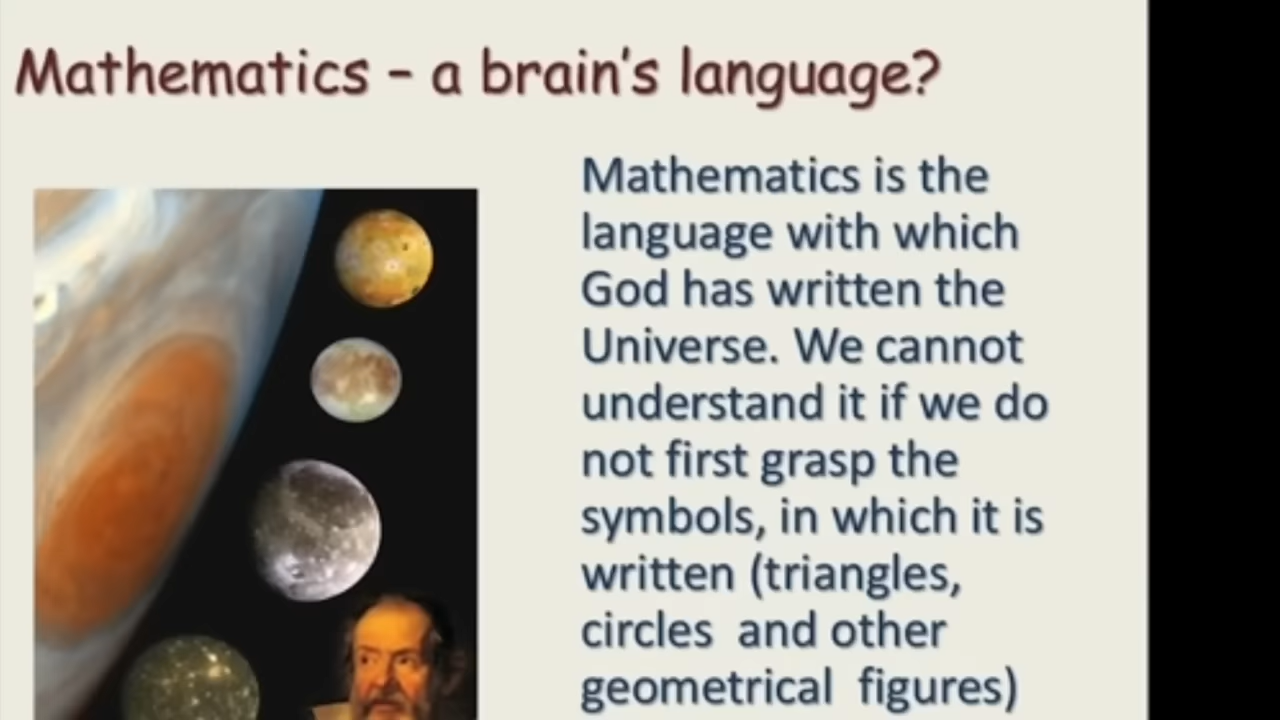 Mathematics – a brain's language?
Mathematics is the
language with which
God has written the
Universe. We cannot
understand it if we do
not first grasp the
symbols, in which it is
written (triangles,
circles and other
geometrical figures)